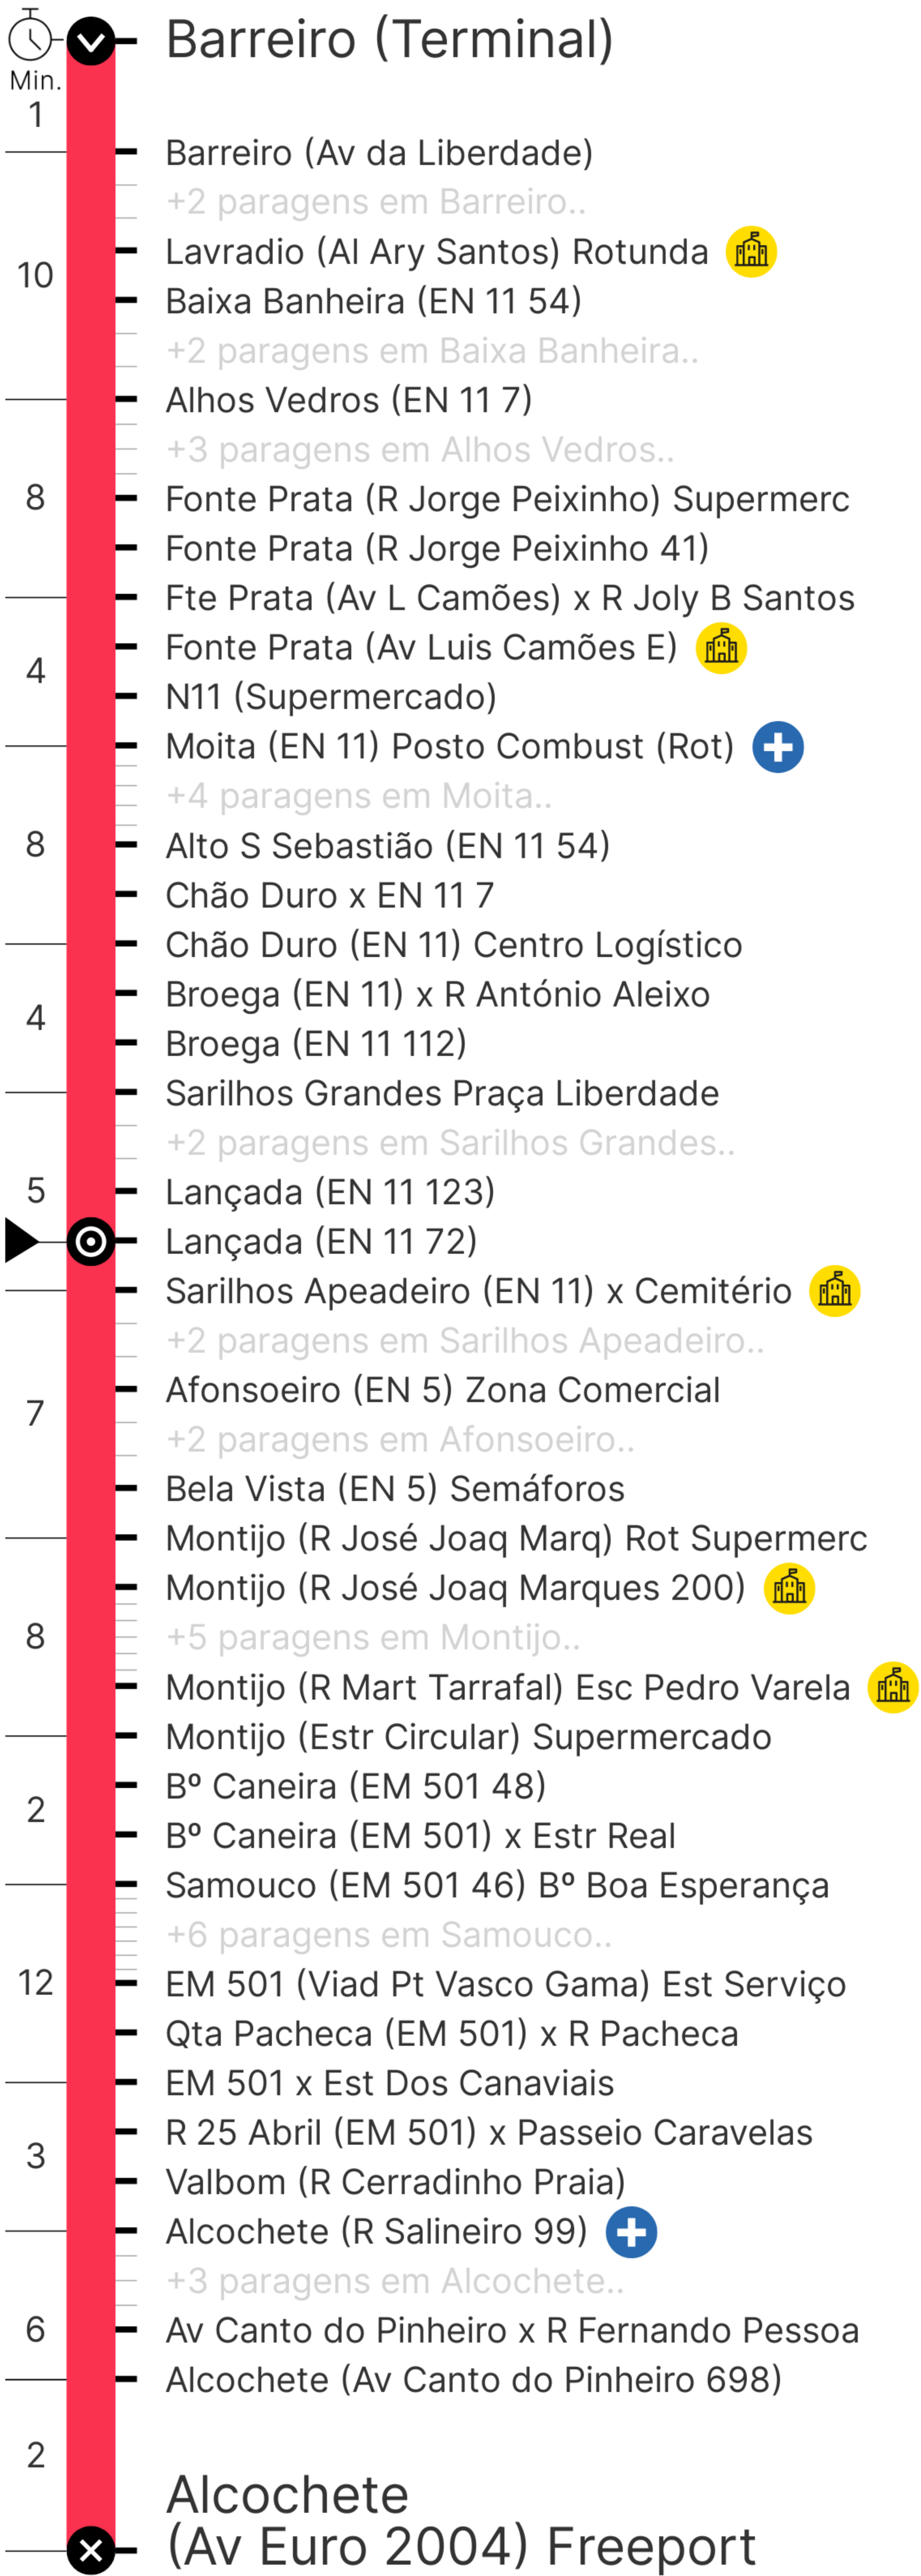 Barreiro (Terminal)
Min.
1
Barreiro (Av da Liberdade)
+2 paragens em Barreiro..
Lavradio (Al Ary Santos) Rotunda
10
Baixa Banheira (EN 11 54)
+2 paragens em Baixa Banheira..
Alhos Vedros (EN 11 7)
+3 paragens em Alhos Vedros..
8
Fonte Prata (R Jorge Peixinho) Supermerc
Fonte Prata (R Jorge Peixinho 41)
Fte Prata (Av L Camões) x R Joly B Santos
Fonte Prata (Av Luis Camões E)
4
N11 (Supermercado)
Moita (EN 11) Posto Combust (Rot)
+4 paragens em Moita..
8
Alto S Sebastião (EN 11 54)
Chão Duro x EN 11 7
Chão Duro (EN 11) Centro Logístico
Broega (EN 11) x R António Aleixo
4
Broega (EN 11 112)
Sarilhos Grandes Praça Liberdade
+2 paragens em Sarilhos Grandes..
5
Lançada (EN 11 123)
Lançada (EN 11 72)
Sarilhos Apeadeiro (EN 11) x Cemitério
+2 paragens em Sarilhos Apeadeiro..
Afonsoeiro (EN 5) Zona Comercial
7
+2 paragens em Afonsoeiro..
Bela Vista (EN 5) Semáforos
Montijo (R José Joaq Marq) Rot Supermerc
Montijo (R José Joaq Marques 200)
8
+5 paragens em Montijo..
Montijo (R Mart Tarrafal) Esc Pedro Varela
Montijo (Estr Circular) Supermercado
Bº Caneira (EM 501 48)
2
Bº Caneira (EM 501) x Estr Real
Samouco (EM 501 46) Bº Boa Esperança
+6 paragens em Samouco..
12
EM 501 (Viad Pt Vasco Gama) Est Serviço
Qta Pacheca (EM 501) x R Pacheca
EM 501 x Est Dos Canaviais
R 25 Abril (EM 501) x Passeio Caravelas
3
Valbom (R Cerradinho Praia)
Alcochete (R Salineiro 99)
+3 paragens em Alcochete..
6
Av Canto do Pinheiro x R Fernando Pessoa
Alcochete (Av Canto do Pinheiro 698)
2
Alcochete
(Av Euro 2004) Freeport